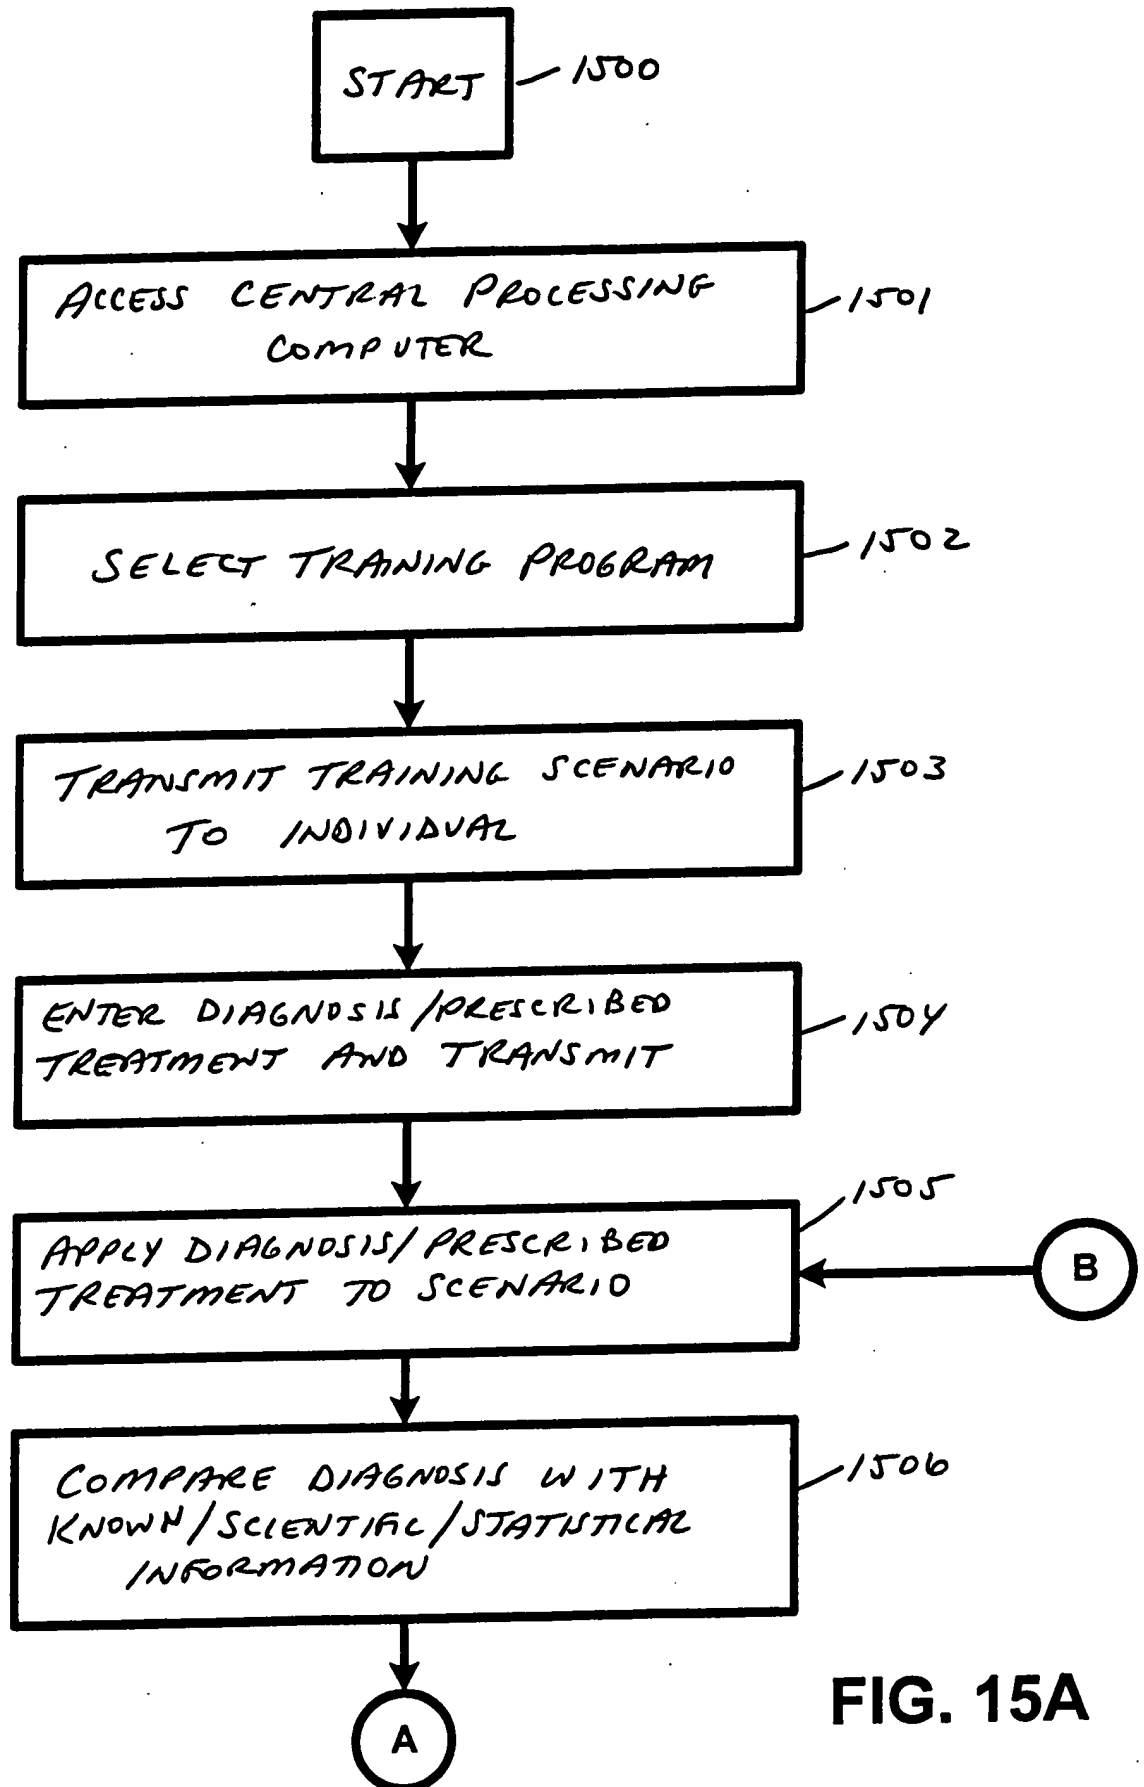 START
1500
ACCESS CENTRAL PROCESSING
COMPUTER
1501
SELECT TRAINING PROGRAM
1502
TRANSMIT TRAINING SCENARIO
TO INDIVIDUAL
1503
ENTER DIAGNOSIS/PRESCRIBED
TREATMENT AND TRANSMIT
1504
APPLY DIAGNOSIS/PRESCRIBED
TREATMENT TO SCENARIO
1505
B
COMPARE DIAGNOSIS WITH
KNOWN/SCIENTIFIC/STATISTICAL
INFORMATION
1506
A
FIG. 15A